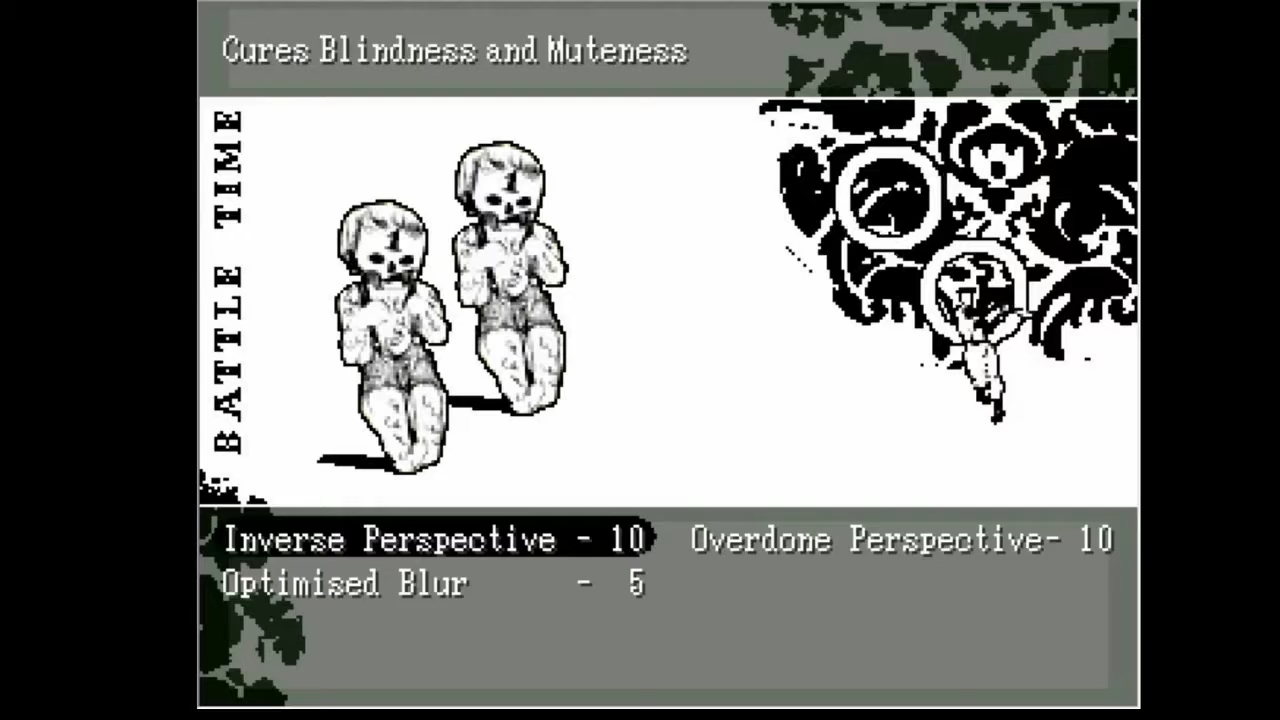 Cures Blindness and Muteness
BATTLE TIME
Inverse Perspective - 10
Overdone Perspective- 10
Optimised Blur - 5